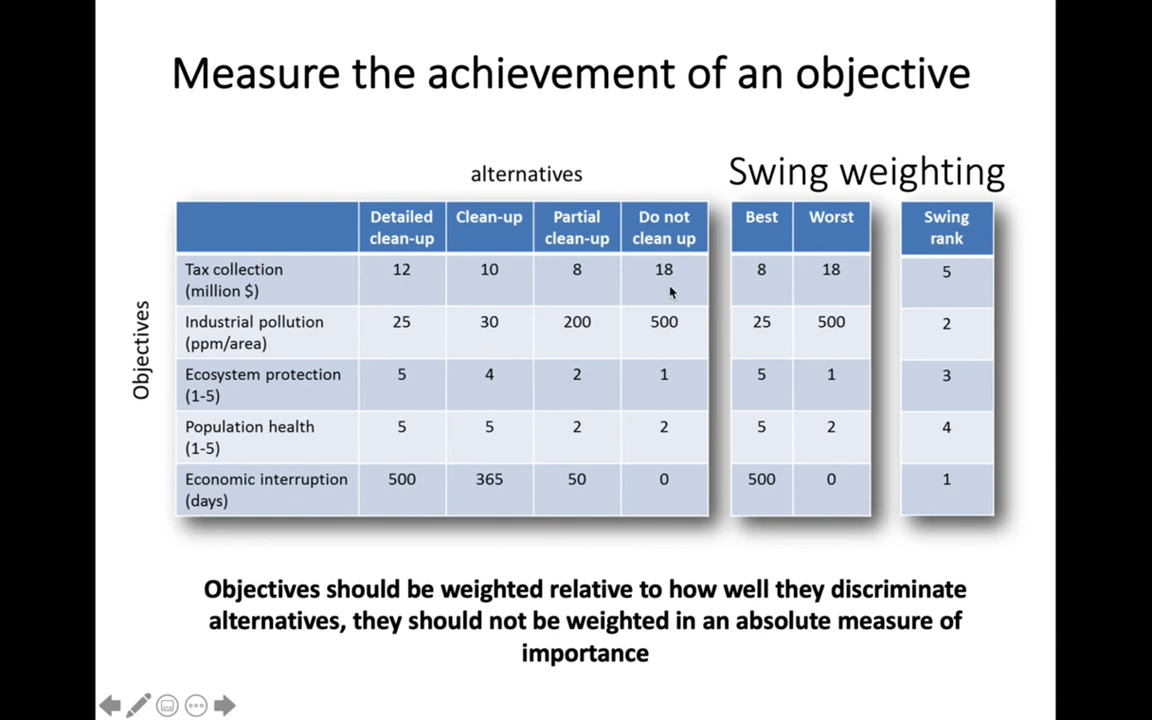 Measure the achievement of an objective
alternatives
Swing weighting
Detailed clean-up Clean-up Partial clean-up Do not clean up Best Worst Swing rank
Tax collection (million $) 12 10 8 18 8 18 5
Industrial pollution (ppm/area) 25 30 200 500 25 500 2
Ecosystem protection (1-5) 5 4 2 1 5 1 3
Population health (1-5) 5 5 2 2 5 2 4
Economic interruption (days) 500 365 50 0 500 0 1
Objectives
Objectives should be weighted relative to how well they discriminate
alternatives, they should not be weighted in an absolute measure of
importance